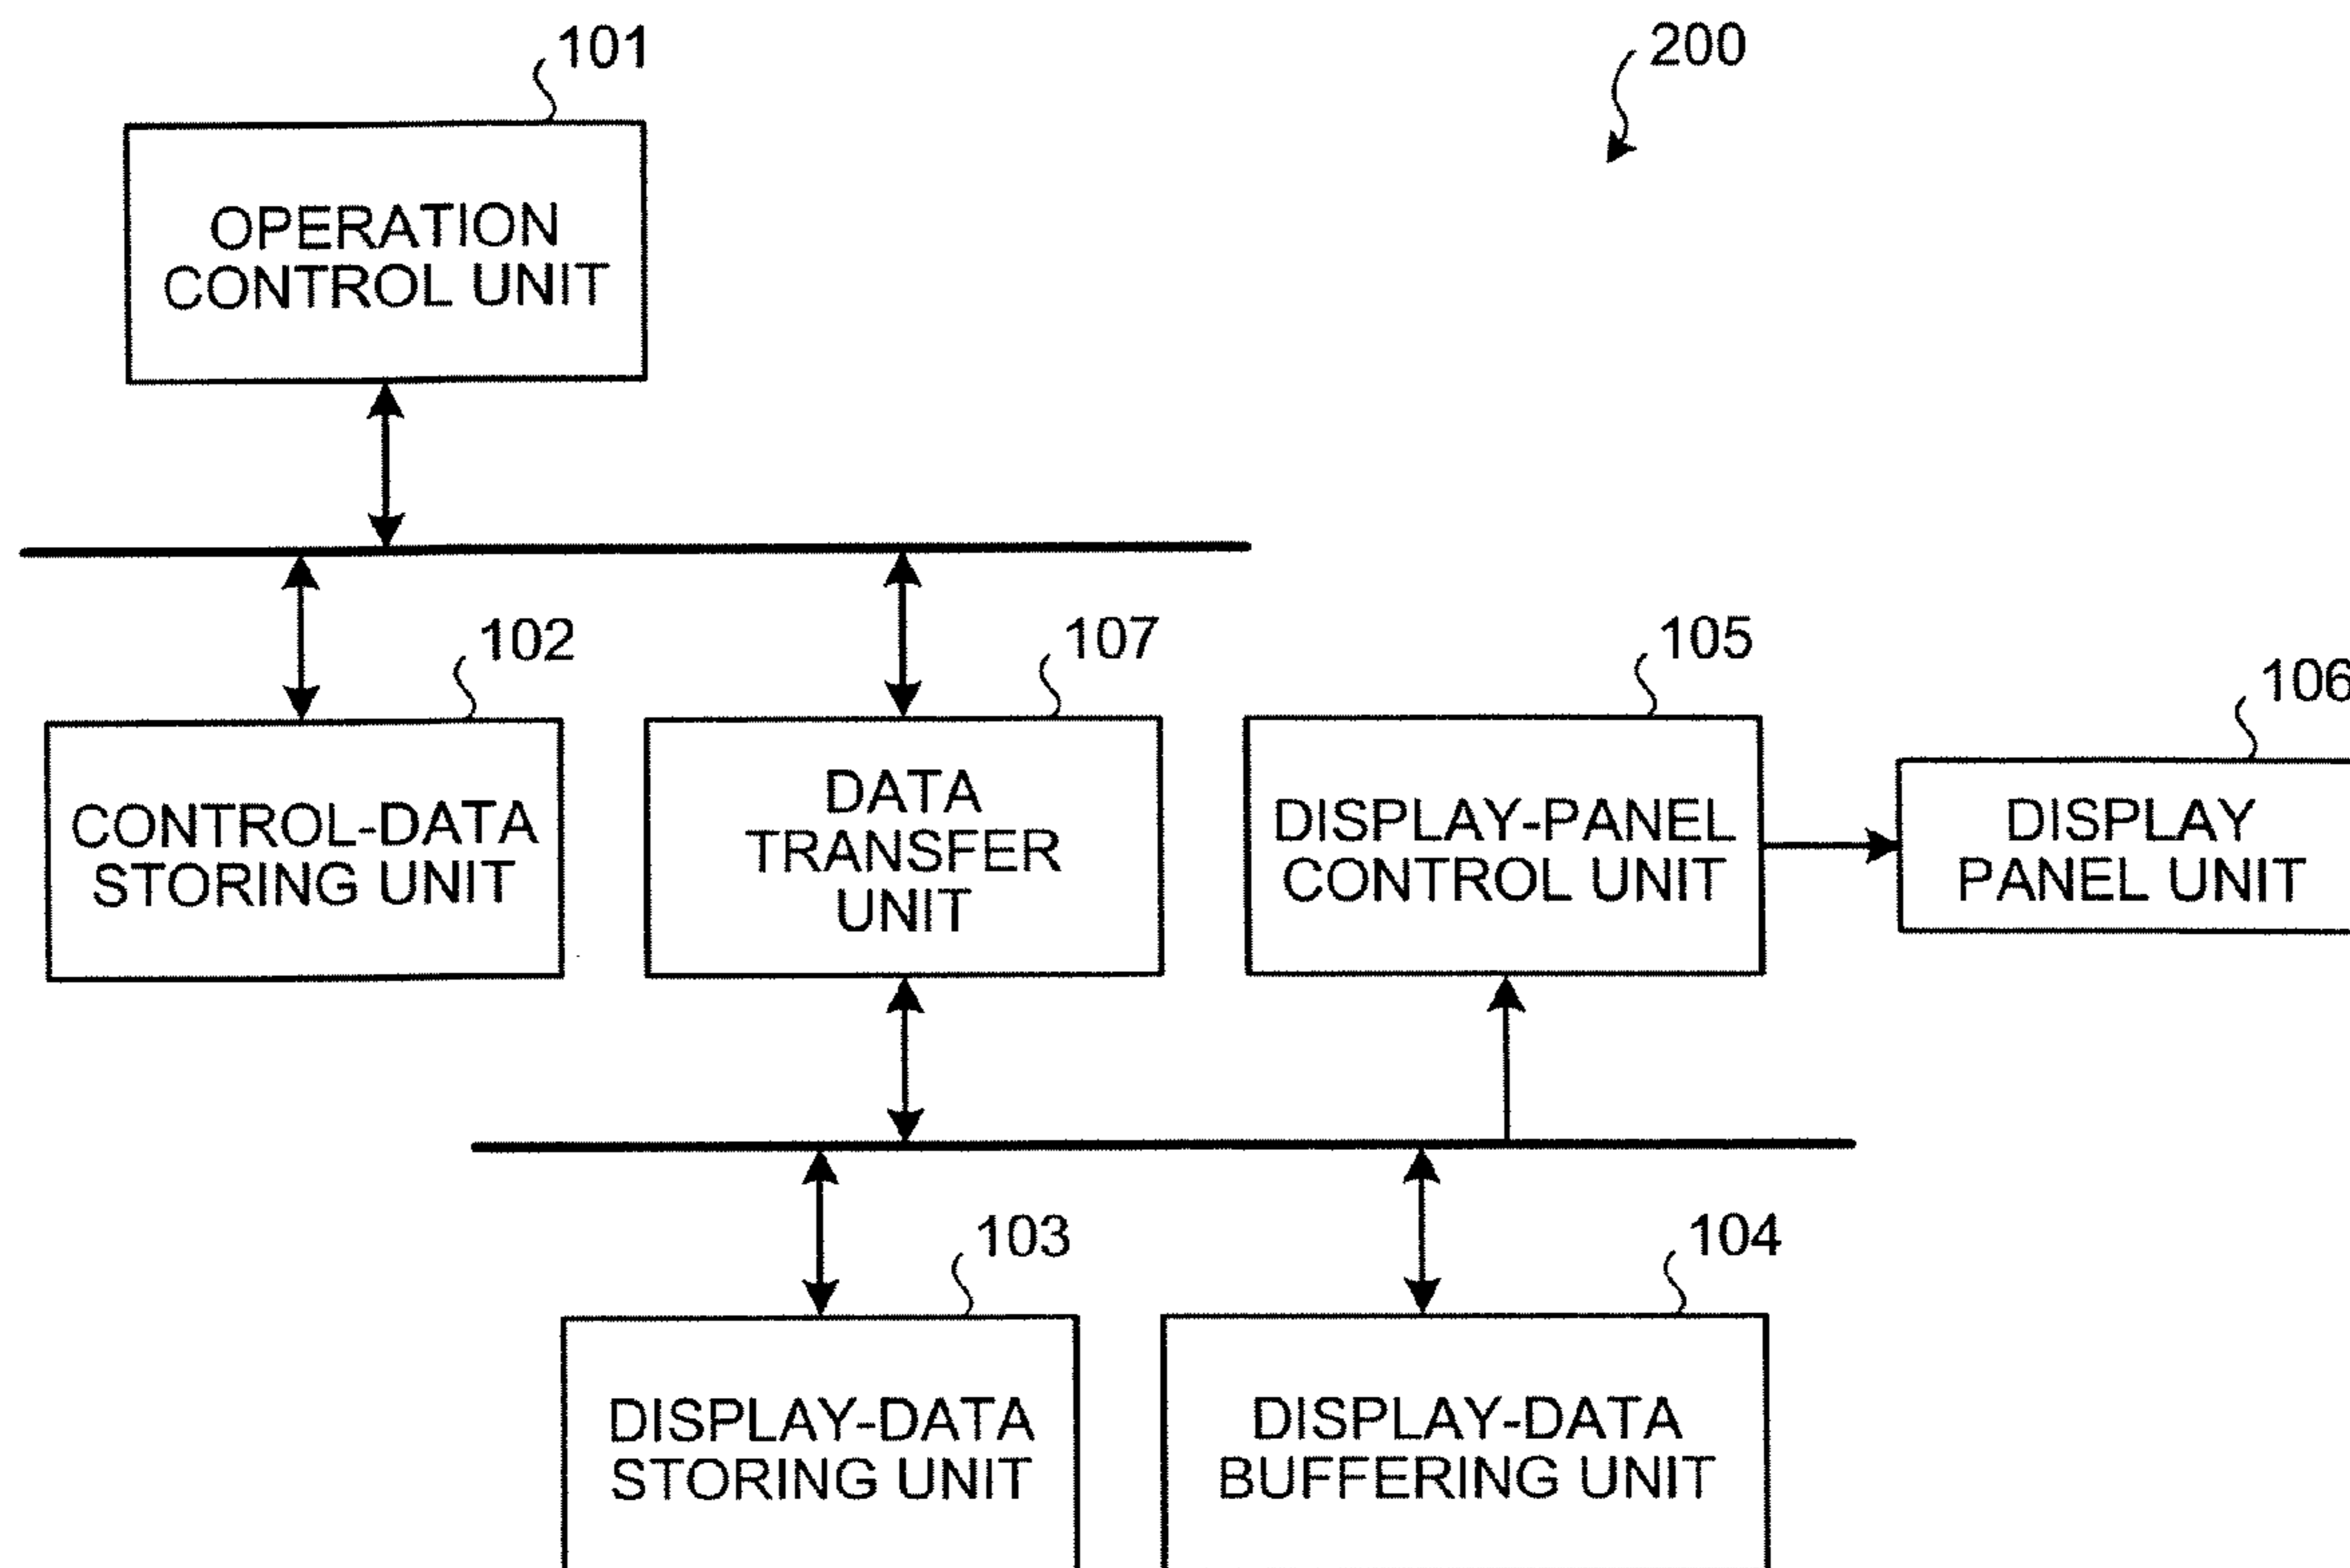 101
200
OPERATION
CONTROL UNIT
102
107
105
106
CONTROL-DATA
STORING UNIT
DATA
TRANSFER
UNIT
DISPLAY-PANEL
CONTROL UNIT
DISPLAY
PANEL UNIT
103
104
DISPLAY-DATA
STORING UNIT
DISPLAY-DATA
BUFFERING UNIT